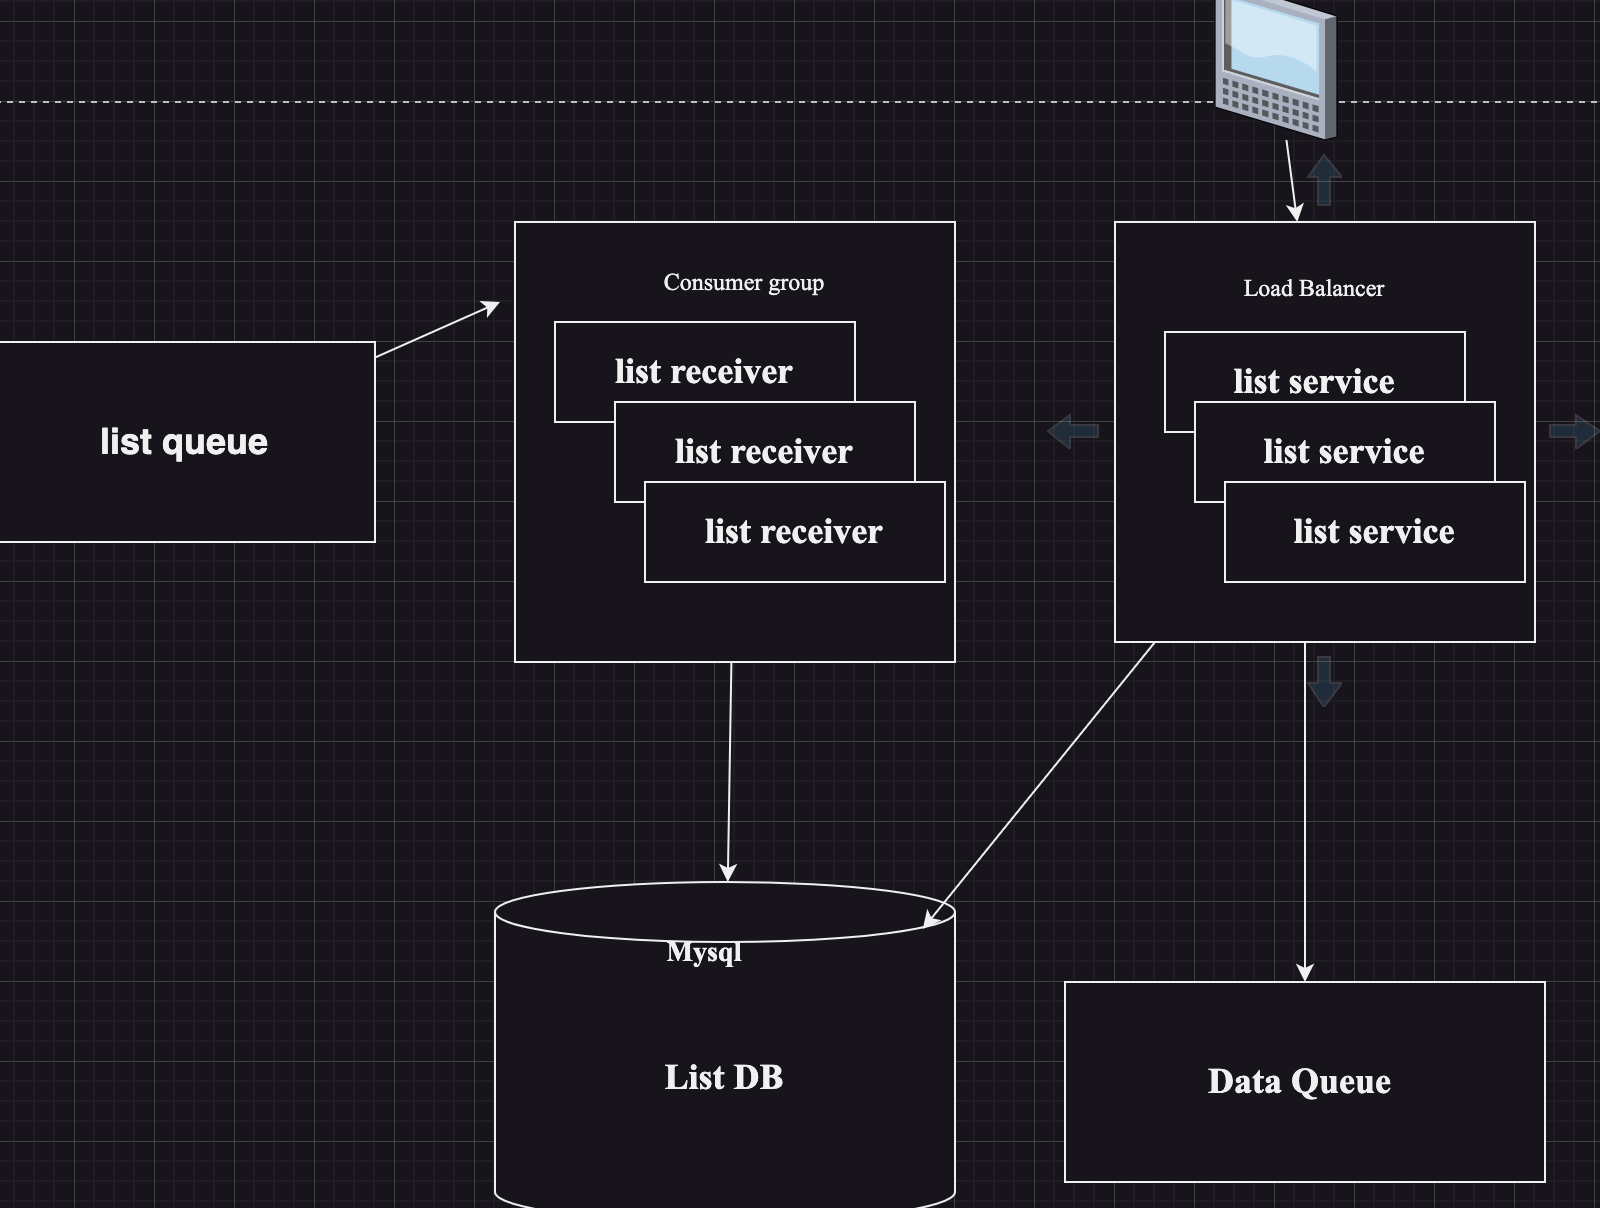 Consumer group
Load Balancer
list receiver
list service
list queue
list receiver
list service
list receiver
list service
Mysql
List DB
Data Queue